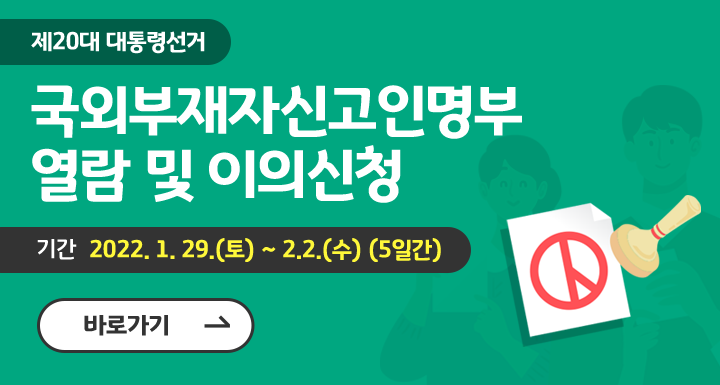 제20대 대통령선거
국외부재자신고인명부
열람 및 이의신청
기간 2022. 1. 29.(토) ~ 2.2.(수) (5일간)
바로가기